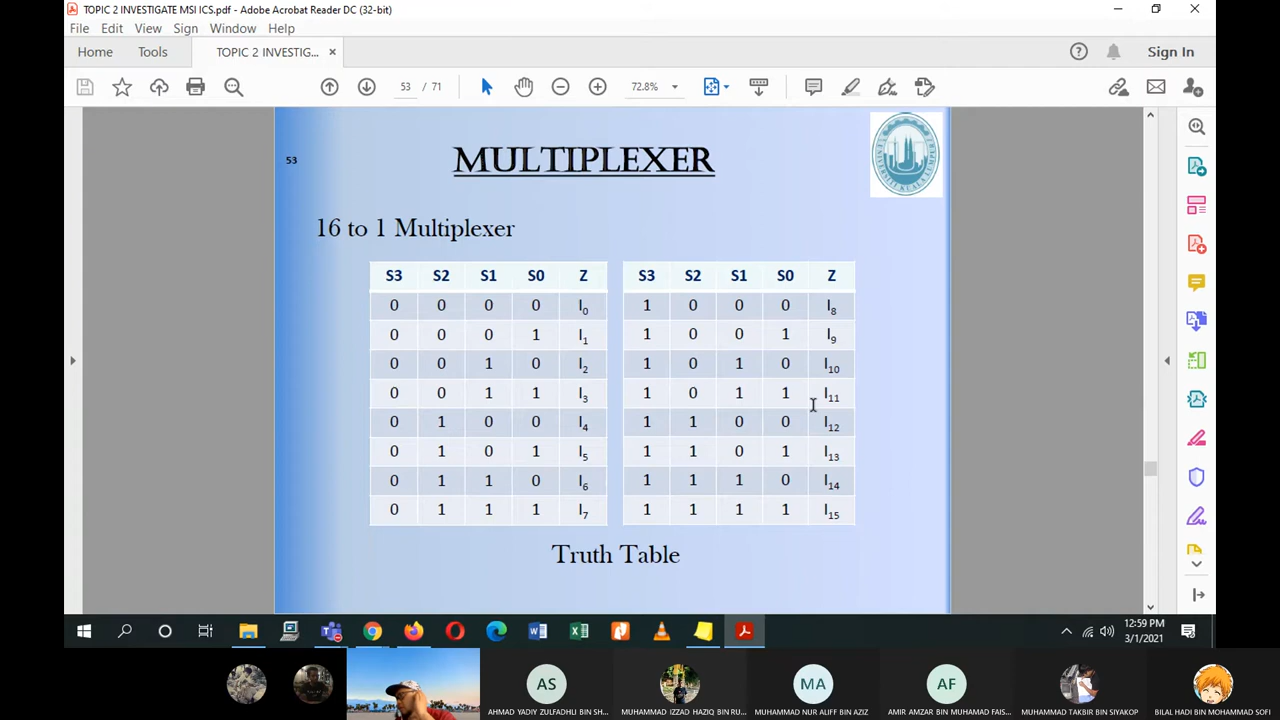 TOPIC 2 INVESTIGATE MSI ICS.pdf - Adobe Acrobat Reader DC (32-bit)
File Edit View Sign Window Help
Home Tools TOPIC 2 INVESTIG... × Sign In
53 / 71 72.8%
53
MULTIPLEXER
16 to 1 Multiplexer
S3 S2 S1 S0 Z S3 S2 S1 S0 Z
0 0 0 0 I0 1 0 0 0 I8
0 0 0 1 I1 1 0 0 1 I9
0 0 1 0 I2 1 0 1 0 I10
0 0 1 1 I3 1 0 1 1 I11
0 1 0 0 I4 1 1 0 0 I12
0 1 0 1 I5 1 1 0 1 I13
0 1 1 0 I6 1 1 1 0 I14
0 1 1 1 I7 1 1 1 1 I15
Truth Table
12:59 PM
3/1/2021
AS MA AF
AHMAD YADIY ZULFADHLI BIN SH... MUHAMMAD IZZAD HAZIQ BIN RU... MUHAMMAD NUR ALIFF BIN AZIZ AMIR AMZAR BIN MUHAMAD FAIS... MUHAMMAD TAKBIR BIN SIYAKOP BILAL HADI BIN MOHAMMAD SOFI